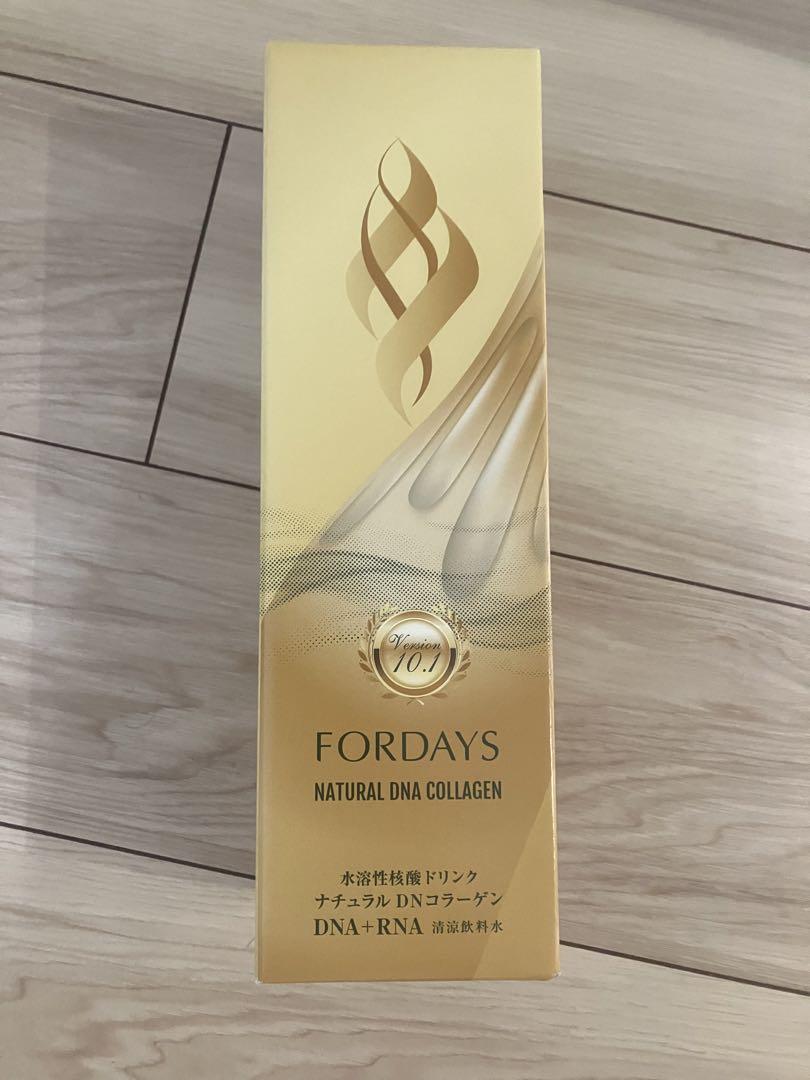 Version
10.1
FORDAYS
NATURAL DNA COLLAGEN
水溶性核酸ドリンク
ナチュラル DNコラーゲン
DNA+RNA 清涼飲料水